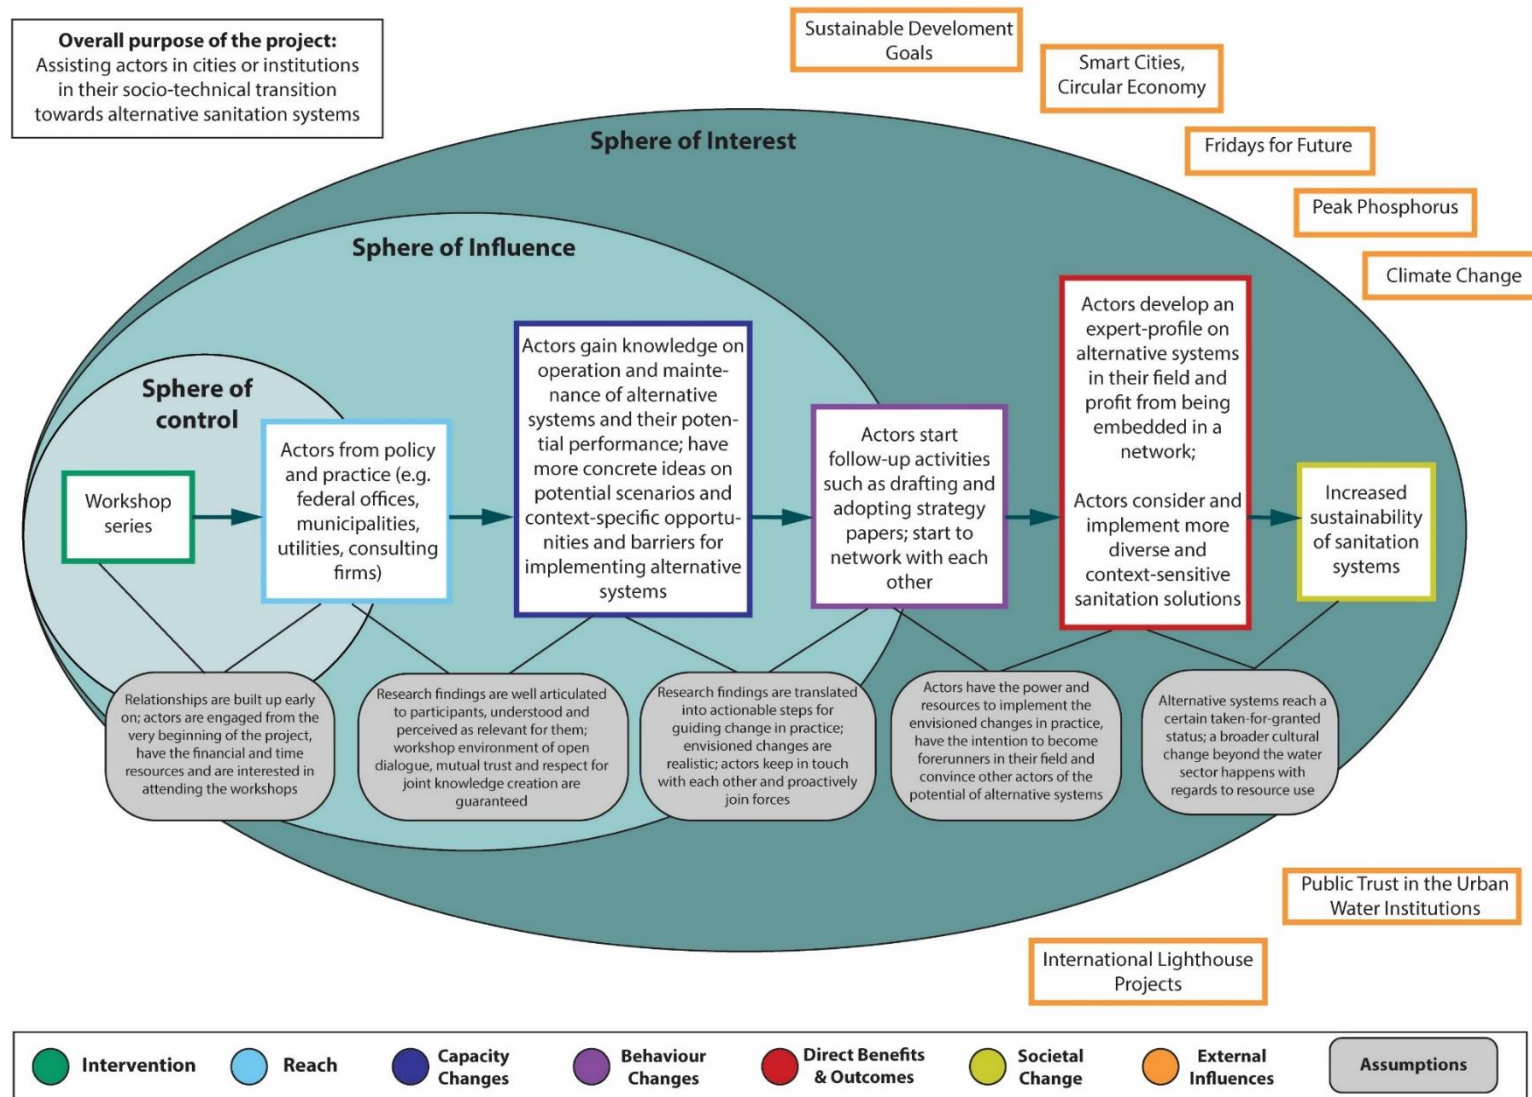 Overall purpose of the project:
Assisting actors in cities or institutions
in their socio-technical transition
towards alternative sanitation systems
Sustainable Develoment
Goals
Smart Cities,
Circular Economy
Fridays for Future
Peak Phosphorus
Climate Change
Sphere of Interest
Sphere of Influence
Sphere of
control
Workshop
series
Actors from policy
and practice (e.g.
federal offices,
municipalities,
utilities, consulting
firms)
Actors gain knowledge on
operation and mainte-
nance of alternative
systems and their poten-
tial performance; have
more concrete ideas on
potential scenarios and
context-specific opportu-
nities and barriers for
implementing alternative
systems
Actors start
follow-up activities
such as drafting and
adopting strategy
papers; start to
network with each
other
Actors develop an
expert-profile on
alternative systems
in their field and
profit from being
embedded in a
network;
Actors consider and
implement more
diverse and
context-sensitive
sanitation solutions
Increased
sustainability
of sanitation
systems
Relationships are built up early
on; actors are engaged from the
very beginning of the project,
have the financial and time
resources and are interested in
attending the workshops
Research findings are well articulated
to participants, understood and
perceived as relevant for them;
workshop environment of open
dialogue, mutual trust and respect for
joint knowledge creation are
guaranteed
Research findings are translated
into actionable steps for
guiding change in practice;
envisioned changes are
realistic; actors keep in touch
with each other and proactively
join forces
Actors have the power and
resources to implement the
envisioned changes in practice,
have the intention to become
forerunners in their field and
convince other actors of the
potential of alternative systems
Alternative systems reach a
certain taken-for-granted
status; a broader cultural
change beyond the water
sector happens with
regards to resource use
Public Trust in the Urban
Water Institutions
International Lighthouse
Projects
Intervention
Reach
Capacity
Changes
Behaviour
Changes
Direct Benefits
& Outcomes
Societal
Change
External
Influences
Assumptions